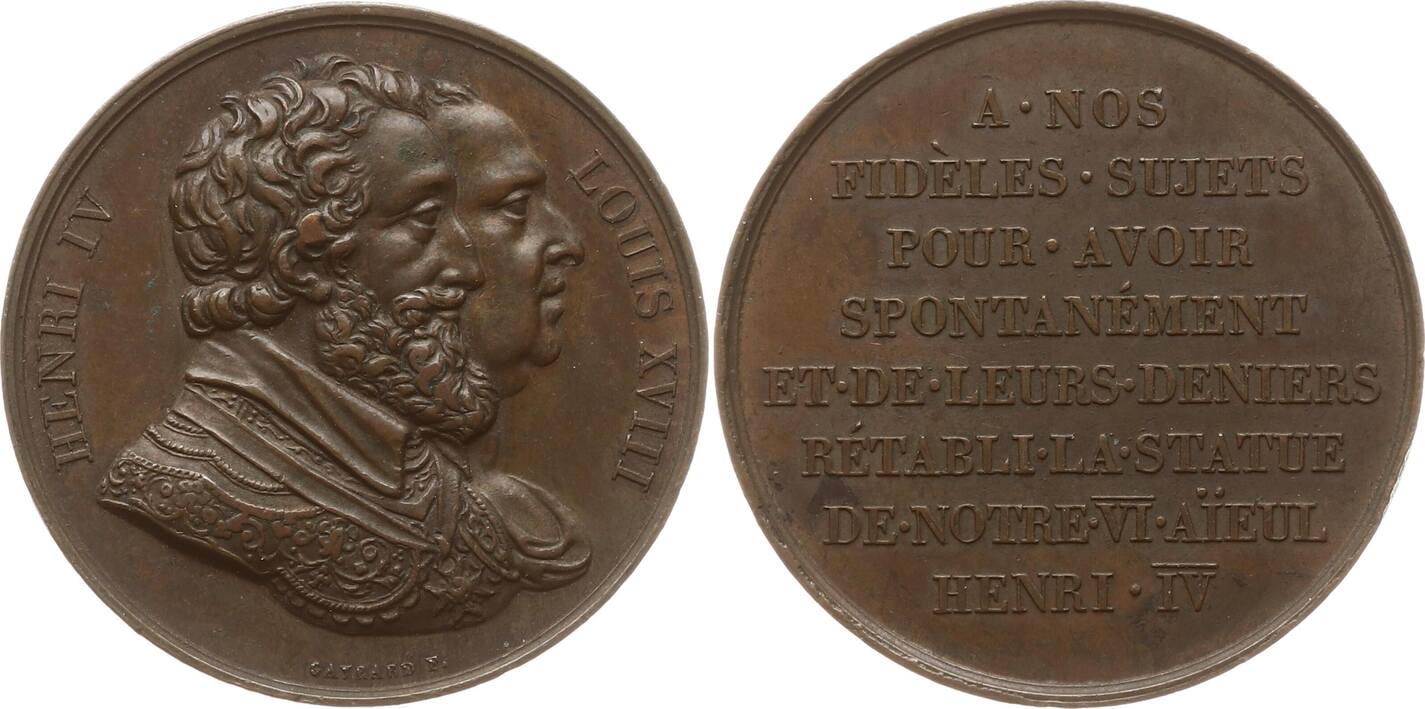 HENRI IV
LOUIS XVIII
GAYRARD F.
A·NOS
FIDÈLES·SUJETS
POUR·AVOIR
SPONTANÉMENT
ET·DE·LEURS·DENIERS
RÉTABLI·LA·STATUE
DE·NOTRE·VI·AÏEUL
HENRI·IV